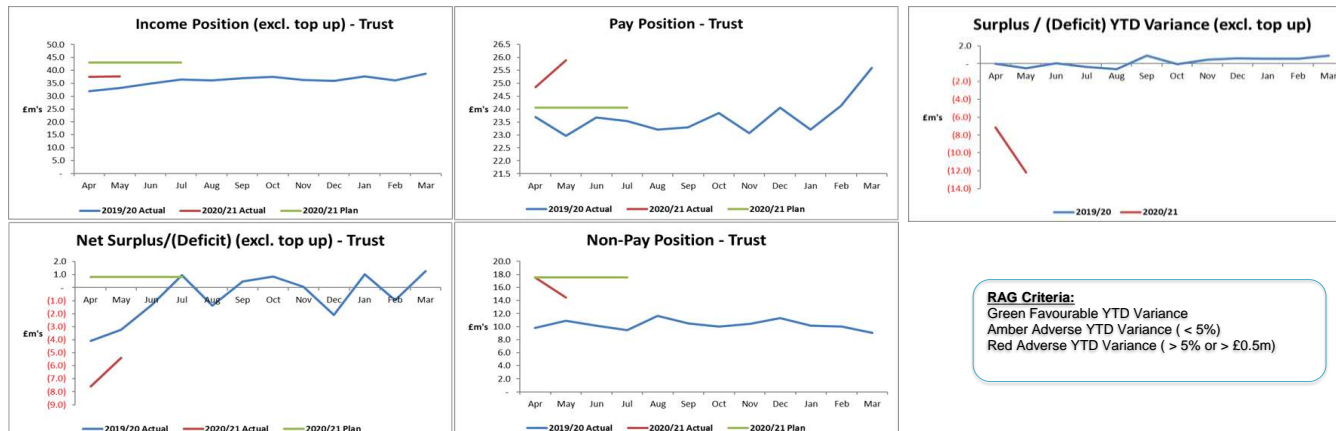 Income Position (excl. top up) - Trust
50.0
45.0
40.0
35.0
30.0
25.0
20.0
15.0
10.0
5.0
-
£m's
Apr May Jun Jul Aug Sep Oct Nov Dec Jan Feb Mar
2019/20 Actual 2020/21 Actual 2020/21 Plan
Pay Position - Trust
26.5
26.0
25.5
25.0
24.5
24.0
23.5
23.0
22.5
22.0
21.5
£m's
Apr May Jun Jul Aug Sep Oct Nov Dec Jan Feb Mar
2019/20 Actual 2020/21 Actual 2020/21 Plan
Surplus / (Deficit) YTD Variance (excl. top up)
2.0
-
(2.0)
(4.0)
(6.0)
(8.0)
(10.0)
(12.0)
(14.0)
£m's
Apr May Jun Jul Aug Sep Oct Nov Dec Jan Feb Mar
2019/20 2020/21
Net Surplus/(Deficit) (excl. top up) - Trust
2.0
1.0
-
(1.0)
(2.0)
(3.0)
(4.0)
(5.0)
(6.0)
(7.0)
(8.0)
(9.0)
£m's
Apr May Jun Jul Aug Sep Oct Nov Dec Jan Feb Mar
2019/20 Actual 2020/21 Actual 2020/21 Plan
Non-Pay Position - Trust
20.0
18.0
16.0
14.0
12.0
10.0
8.0
6.0
4.0
2.0
-
£m's
Apr May Jun Jul Aug Sep Oct Nov Dec Jan Feb Mar
2019/20 Actual 2020/21 Actual 2020/21 Plan
RAG Criteria:
Green Favourable YTD Variance
Amber Adverse YTD Variance ( < 5%)
Red Adverse YTD Variance ( > 5% or > £0.5m)